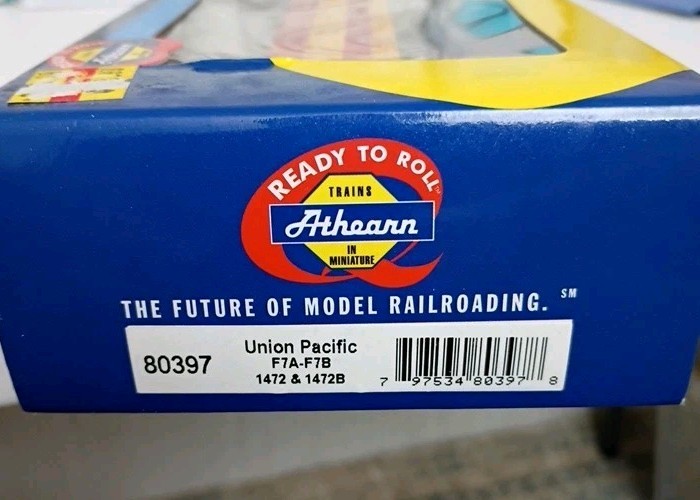 READY TO ROLL™
TRAINS
Athearn
IN
MINIATURE
THE FUTURE OF MODEL RAILROADING. SM
80397
Union Pacific
F7A-F7B
1472 & 1472B
7 97534 80397 8